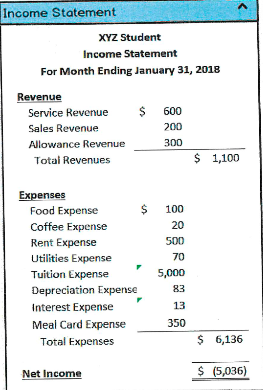 Income Statement
XYZ Student
Income Statement
For Month Ending January 31, 2018
Revenue
Service Revenue $ 600
Sales Revenue 200
Allowance Revenue 300
Total Revenues $ 1,100
Expenses
Food Expense $ 100
Coffee Expense 20
Rent Expense 500
Utilities Expense 70
Tuition Expense 5,000
Depreciation Expense 83
Interest Expense 13
Meal Card Expense 350
Total Expenses $ 6,136
Net Income $ (5,036)